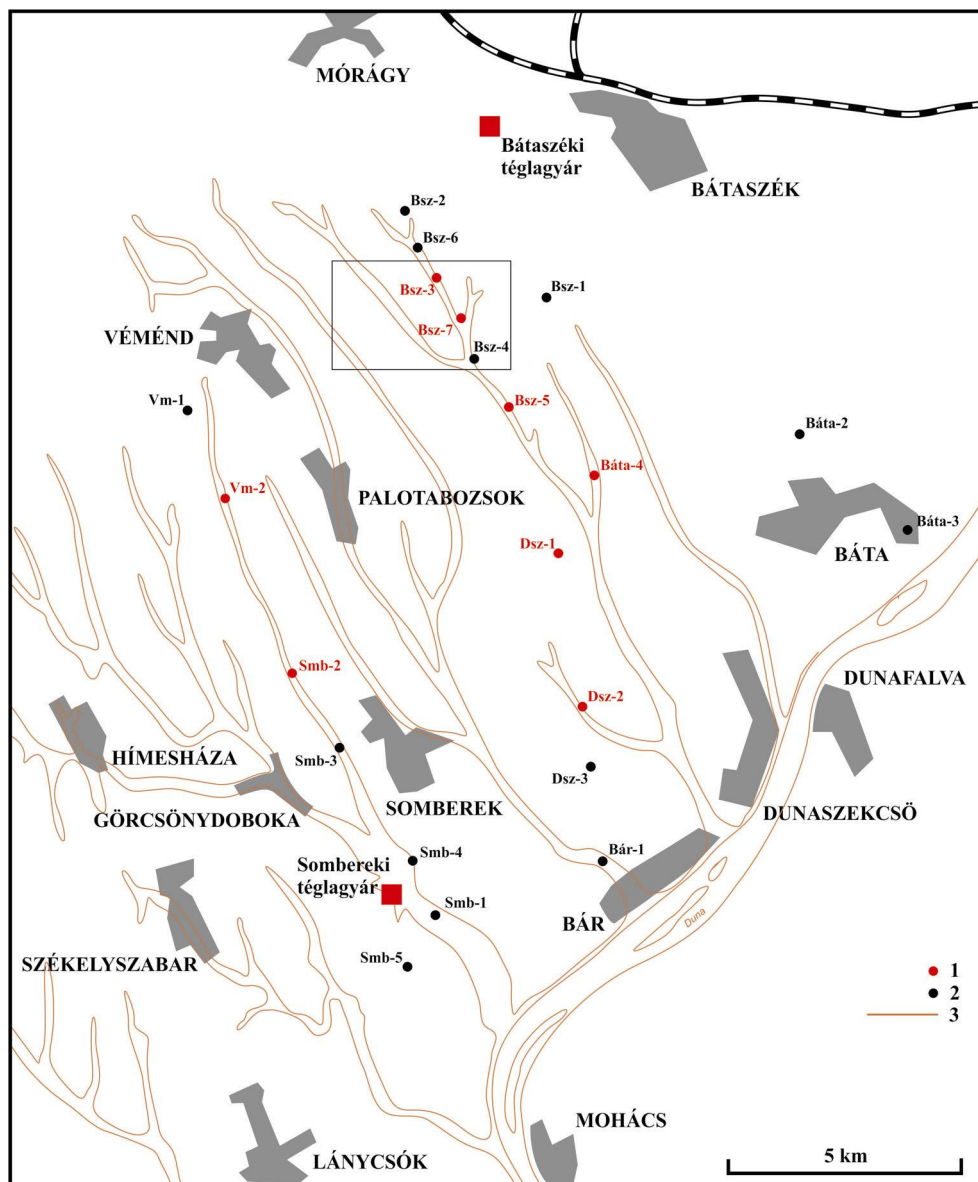 MÓRÁGY
Bátaszéki
téglagyár
BÁTASZÉK
Bsz-2
Bsz-6
Bsz-3
Bsz-1
Bsz-7
VÉMÉND
Bsz-4
Vm-1
Bsz-5
Báta-2
Báta-4
Vm-2
PALOTABOZSOK
Báta-3
Dsz-1
BÁTA
Smb-2
DUNAFALVA
Dsz-2
HÍMESHÁZA
Smb-3
Dsz-3
GÖRCSÖNYDOBOKA
SOMBEREK
DUNASZEKCSÖ
Smb-4
Bár-1
Sombereki
téglagyár
Smb-1
BÁR
Duna
SZÉKELYSZABAR
Smb-5
1
2
3
MOHÁCS
LÁNYCSÓK
5 km